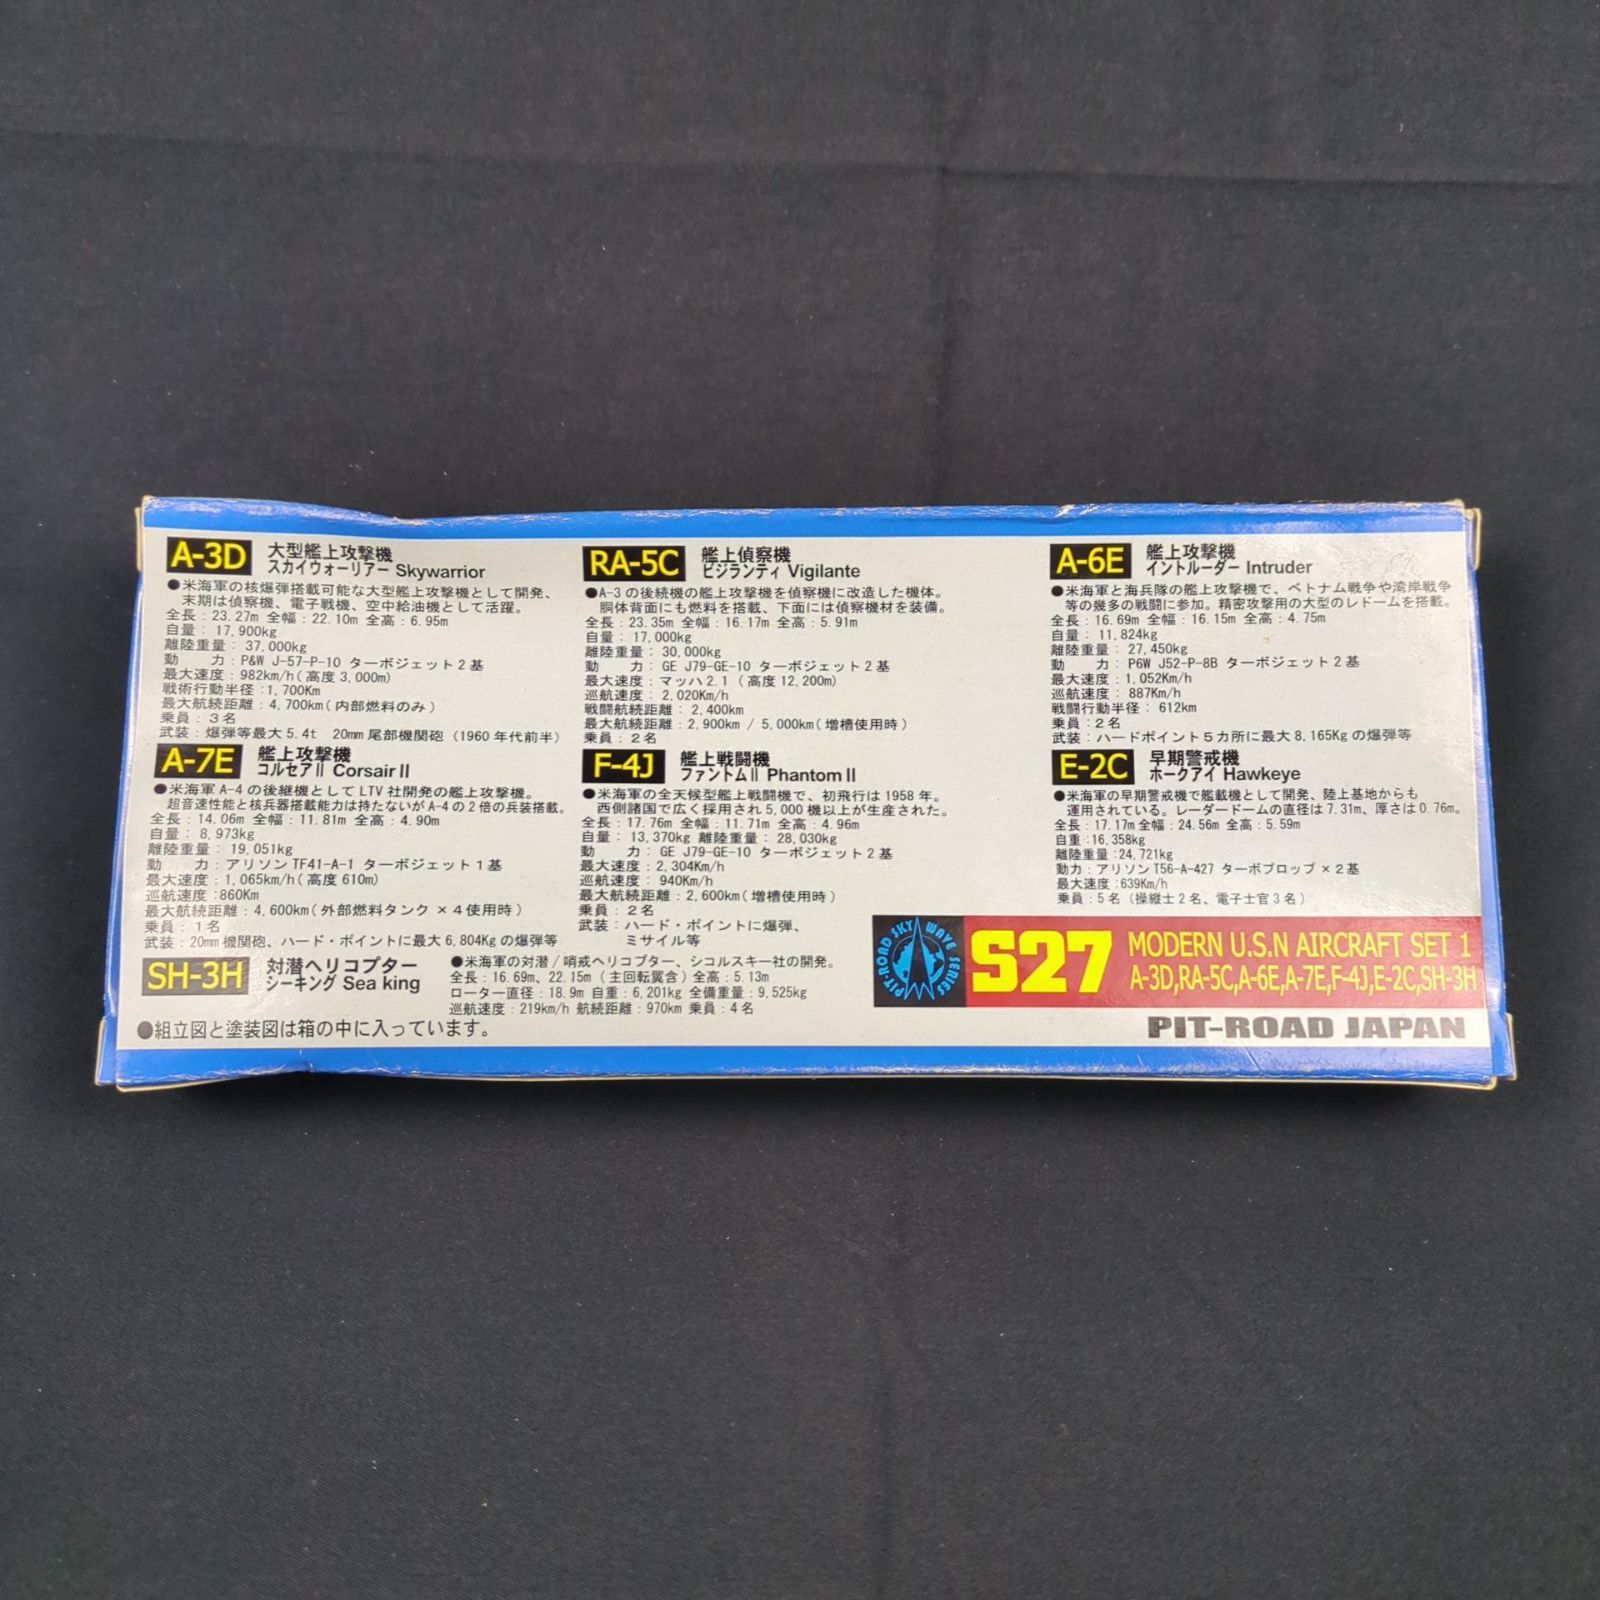 A-3D 大型艦上攻撃機
スカイウォーリアー Skywarrior
●米海軍の核爆弾搭載可能な大型艦上攻撃機として開発、
末期は偵察機、電子戦機、空中給油機として活躍。
全長：23.27m 全幅：22.10m 全高：6.95m
自量：17,900kg
離陸重量：37,000kg
動　力：P&W J-57-P-10 ターボジェット2基
最大速度：982km/h(高度3,000m)
戦術行動半径：1,700Km
最大航続距離：4,700km(内部燃料のみ)
乗員：3名
武装：爆弾等最大5.4t 20mm尾部機関砲（1960年代前半）
RA-5C 艦上偵察機
ビジランティ Vigilante
●A-3の後続機の艦上攻撃機を偵察機に改造した機体。
胴体背面にも燃料を搭載、下面には偵察機材を装備。
全長：23.35m 全幅：16.17m 全高：5.91m
自量：17,000kg
離陸重量：30,000kg
動　力：GE J79-GE-10 ターボジェット2基
最大速度：マッハ2.1（高度12,200m)
巡航速度：2,020Km/h
戦闘航続距離：2,400km
最大航続距離：2,900km / 5,000km(増槽使用時)
乗員：2名
A-6E 艦上攻撃機
イントルーダー Intruder
●米海軍と海兵隊の艦上攻撃機で、ベトナム戦争や湾岸戦争
等の幾多の戦闘に参加。精密攻撃用の大型のレドームを搭載。
全長：16.69m 全幅：16.15m 全高：4.75m
自量：11,824kg
離陸重量：27,450kg
動　力：P6W J52-P-8B ターボジェット2基
最大速度：1,052Km/h
巡航速度：887Km/h
戦闘行動半径：612km
乗員：2名
武装：ハードポイント5カ所に最大8,165Kgの爆弾等
A-7E 艦上攻撃機
コルセアⅡ Corsair II
●米海軍A-4の後継機としてLTV社開発の艦上攻撃機。
超音速性能と核兵器搭載能力は持たないがA-4の2倍の兵装搭載。
全長：14.06m 全幅：11.81m 全高：4.90m
自量：8,973kg
離陸重量：19,051kg
動　力：アリソンTF41-A-1 ターボジェット1基
最大速度：1,065km/h(高度610m)
巡航速度：860Km
最大航続距離：4,600km(外部燃料タンク×4使用時)
乗員：1名
武装：20mm機関砲、ハード・ポイントに最大6,804Kgの爆弾等
F-4J 艦上戦闘機
ファントムⅡ Phantom II
●米海軍の全天候型艦上戦闘機で、初飛行は1958年。
西側諸国で広く採用され5,000機以上が生産された。
全長：17.76m 全幅：11.71m 全高：4.96m
自量：13,370kg 離陸重量：28,030kg
動　力：GE J79-GE-10 ターボジェット2基
最大速度：2,304Km/h
巡航速度：940Km/h
最大航続距離：2,600km(増槽使用時)
乗員：2名
武装：ハード・ポイントに爆弾、
ミサイル等
E-2C 早期警戒機
ホークアイ Hawkeye
●米海軍の早期警戒機で艦載機として開発、陸上基地からも
運用されている。レーダードームの直径は7.31m、厚さは0.76m。
全長：17.17m 全幅：24.56m 全高：5.59m
自重：16,358kg
離陸重量：24,721kg
動力：アリソンT56-A-427 ターボプロップ×2基
最大速度：639Km/h
乗員：5名（操縦士2名、電子士官3名）
SH-3H 対潜ヘリコプター
シーキング Sea king
●米海軍の対潜/哨戒ヘリコプター、シコルスキー社の開発。
全長：16.69m、22.15m（主回転翼含）全高：5.13m
ローター直径：18.9m 自重：6,201kg 全備重量：9,525kg
巡航速度：219km/h 航続距離：970km 乗員：4名
●組立図と塗装図は箱の中に入っています。
PIT-ROAD SKY WAVE SERIES
S27 MODERN U.S.N AIRCRAFT SET 1
A-3D,RA-5C,A-6E,A-7E,F-4J,E-2C,SH-3H
PIT-ROAD JAPAN